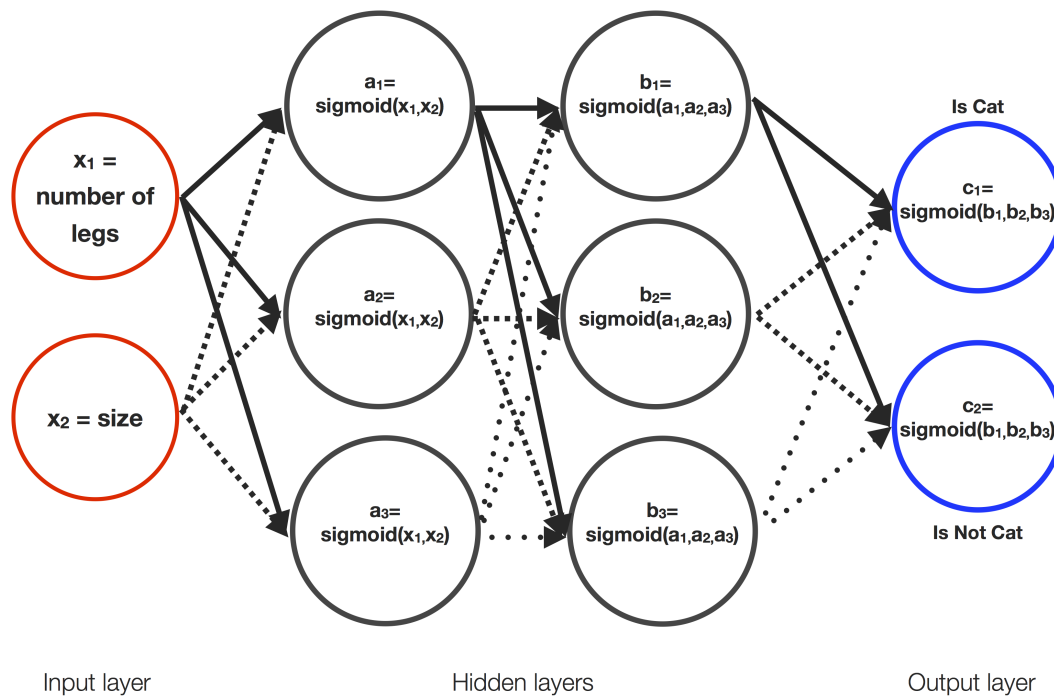 x₁ =
number of
legs
x₂ = size
a₁=
sigmoid(x₁,x₂)
a₂=
sigmoid(x₁,x₂)
a₃=
sigmoid(x₁,x₂)
b₁=
sigmoid(a₁,a₂,a₃)
b₂=
sigmoid(a₁,a₂,a₃)
b₃=
sigmoid(a₁,a₂,a₃)
Is Cat
c₁=
sigmoid(b₁,b₂,b₃)
c₂=
sigmoid(b₁,b₂,b₃)
Is Not Cat
Input layer
Hidden layers
Output layer